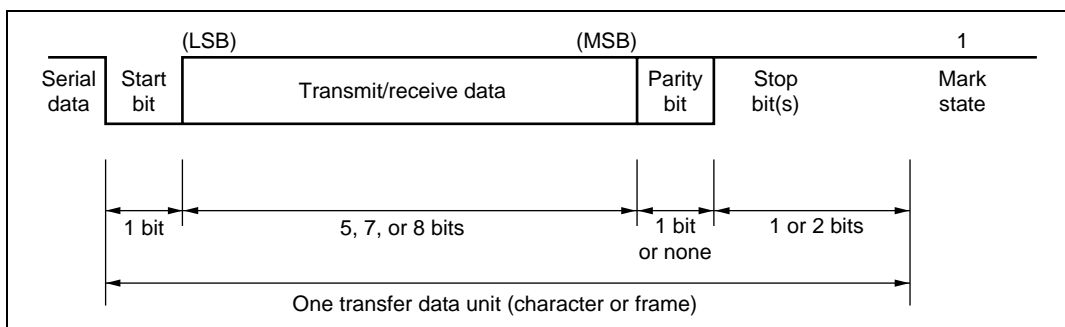 (LSB) (MSB) 1
Serial data
Start bit
Transmit/receive data
Parity bit
Stop bit(s)
Mark state
1 bit
5, 7, or 8 bits
1 bit or none
1 or 2 bits
One transfer data unit (character or frame)